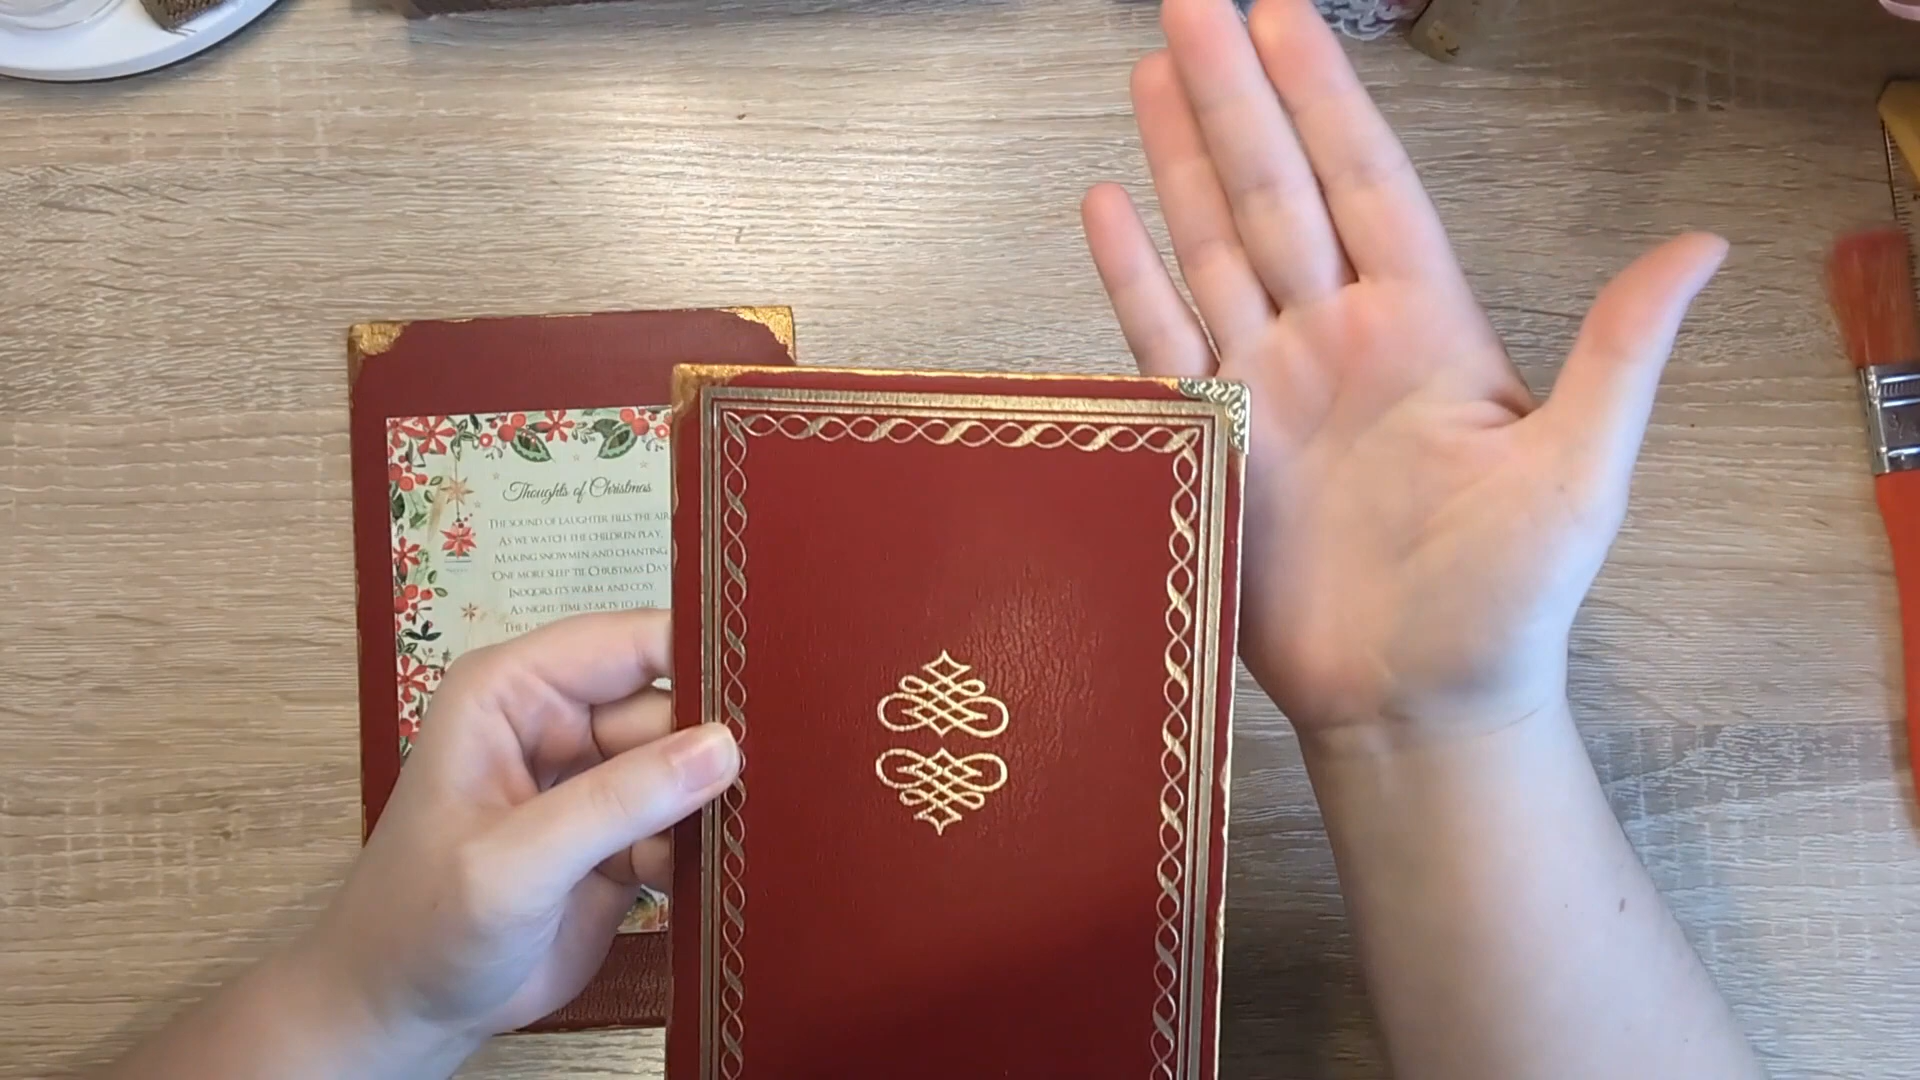 Thoughts of Christmas
The sound of laughter fills the air
As we watch the children play,
Making snowmen and chanting
'One more sleep 'til Christmas Day'
Indoors it's warm and cosy
As night-time starts to fall,
The